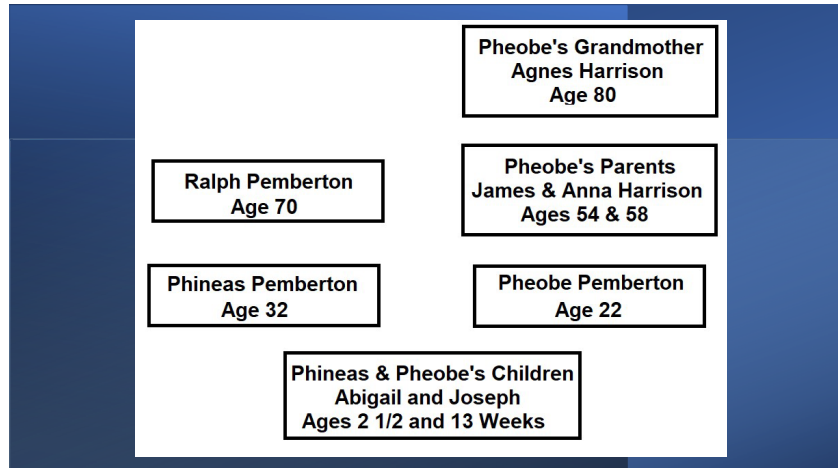 Pheobe's Grandmother
Agnes Harrison
Age 80
Ralph Pemberton
Age 70
Pheobe's Parents
James & Anna Harrison
Ages 54 & 58
Phineas Pemberton
Age 32
Pheobe Pemberton
Age 22
Phineas & Pheobe's Children
Abigail and Joseph
Ages 2 1/2 and 13 Weeks